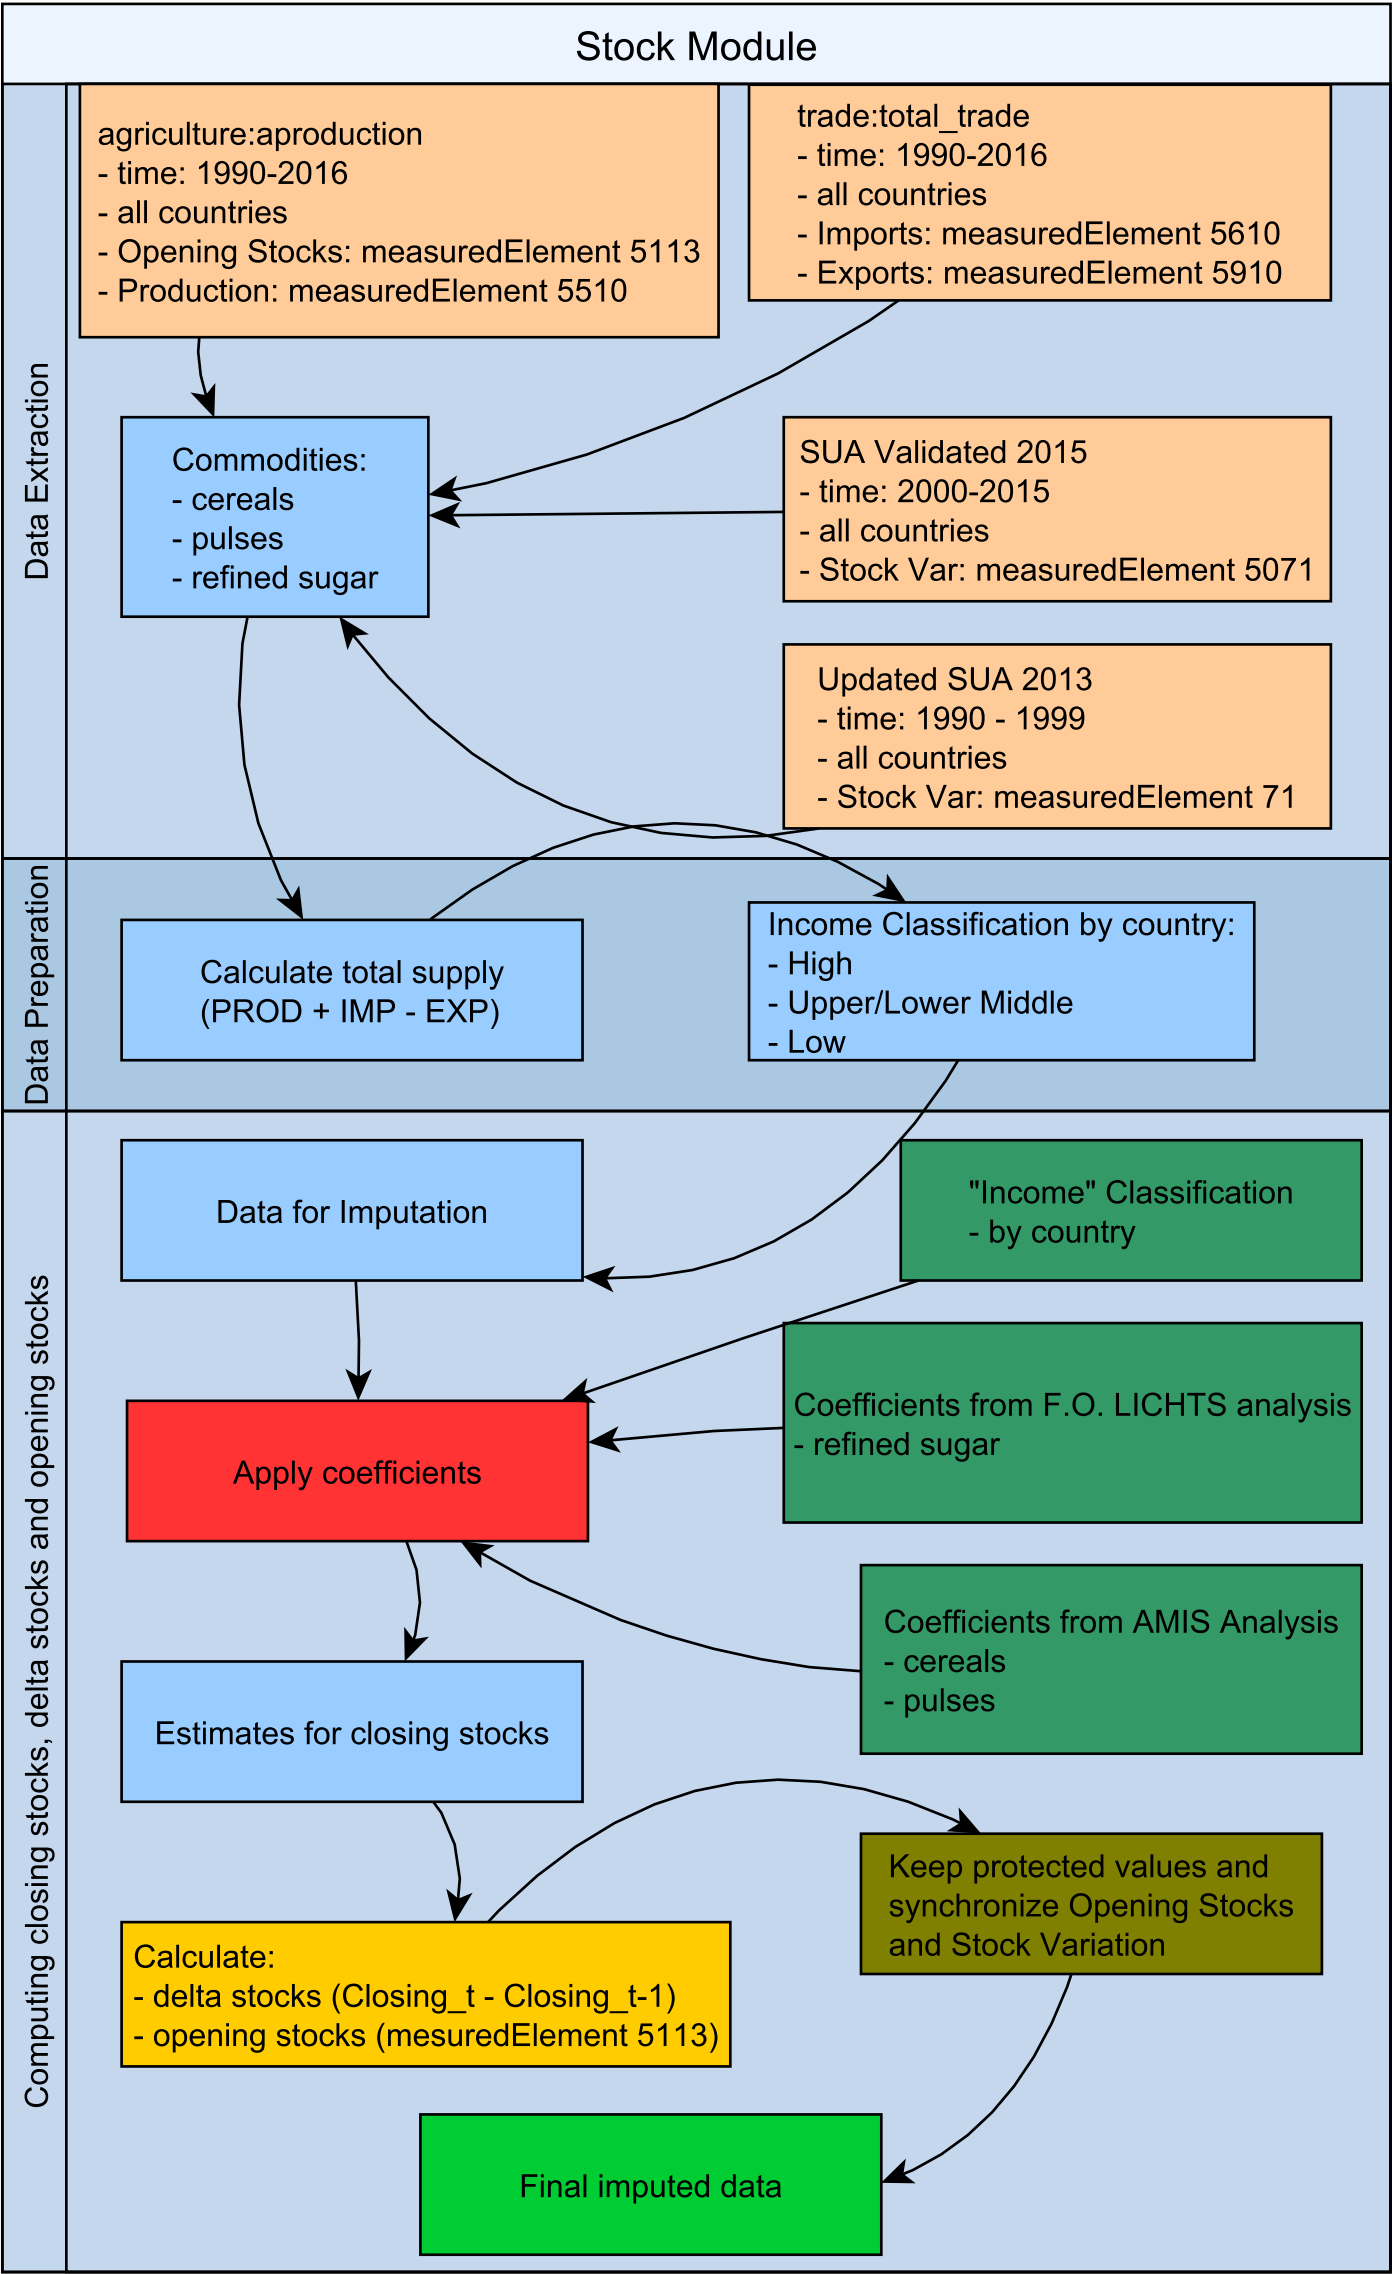 Stock Module
Data Extraction
agriculture:aproduction
- time: 1990-2016
- all countries
- Opening Stocks: measuredElement 5113
- Production: measuredElement 5510
trade:total_trade
- time: 1990-2016
- all countries
- Imports: measuredElement 5610
- Exports: measuredElement 5910
Commodities:
- cereals
- pulses
- refined sugar
SUA Validated 2015
- time: 2000-2015
- all countries
- Stock Var: measuredElement 5071
Updated SUA 2013
- time: 1990 - 1999
- all countries
- Stock Var: measuredElement 71
Data Preparation
Calculate total supply
(PROD + IMP - EXP)
Income Classification by country:
- High
- Upper/Lower Middle
- Low
Computing closing stocks, delta stocks and opening stocks
Data for Imputation
"Income" Classification
- by country
Coefficients from F.O. LICHTS analysis
- refined sugar
Apply coefficients
Coefficients from AMIS Analysis
- cereals
- pulses
Estimates for closing stocks
Keep protected values and
synchronize Opening Stocks
and Stock Variation
Calculate:
- delta stocks (Closing_t - Closing_t-1)
- opening stocks (mesuredElement 5113)
Final imputed data